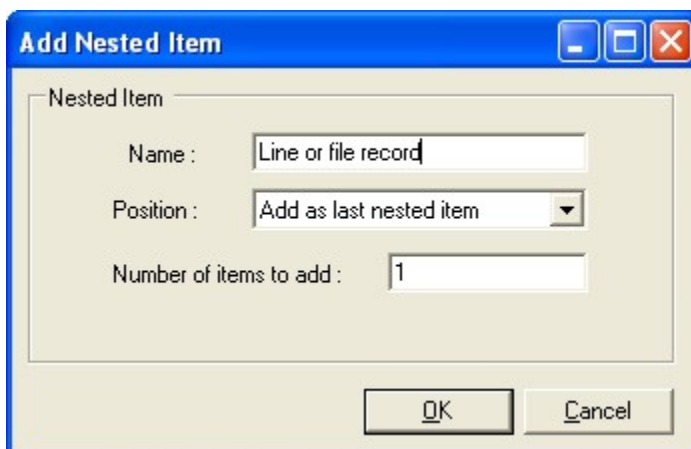 Add Nested Item
Nested Item
Name : Line or file record
Position : Add as last nested item
Number of items to add : 1
OK Cancel